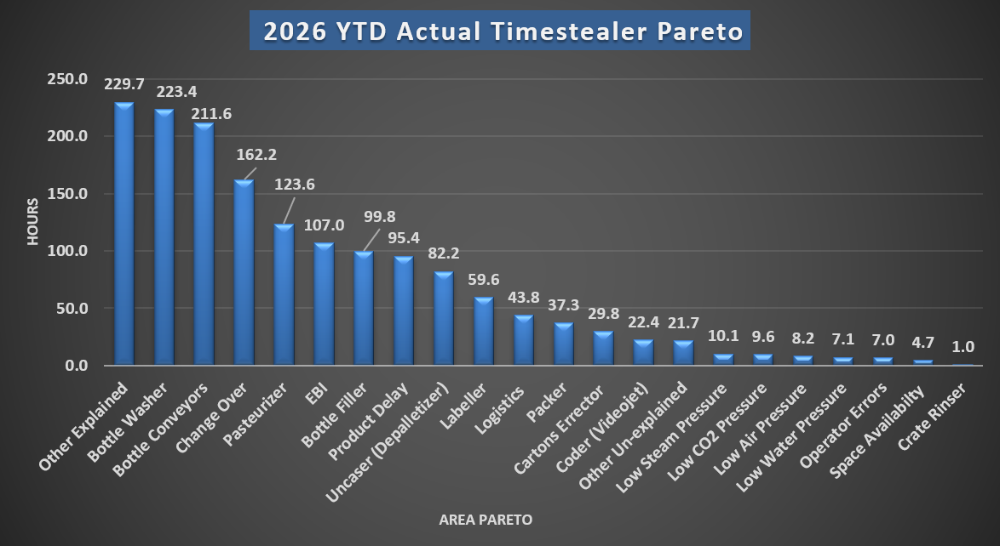 2026 YTD Actual Timestealer Pareto
250.0
200.0
150.0
100.0
50.0
0.0
HOURS
229.7
223.4
211.6
162.2
123.6
107.0
99.8
95.4
82.2
59.6
43.8
37.3
29.8
22.4
21.7
10.1
9.6
8.2
7.1
7.0
4.7
1.0
Other Explained
Bottle Washer
Bottle Conveyors
Change Over
Pasteurizer
EBI
Bottle Filler
Product Delay
Uncaser (Depalletizer)
Labeller
Logistics
Packer
Cartons Errector
Coder (Videojet)
Other Un-explained
Low Steam Pressure
Low CO2 Pressure
Low Air Pressure
Low Water Pressure
Operator Errors
Space Availabilty
Crate Rinser
AREA PARETO